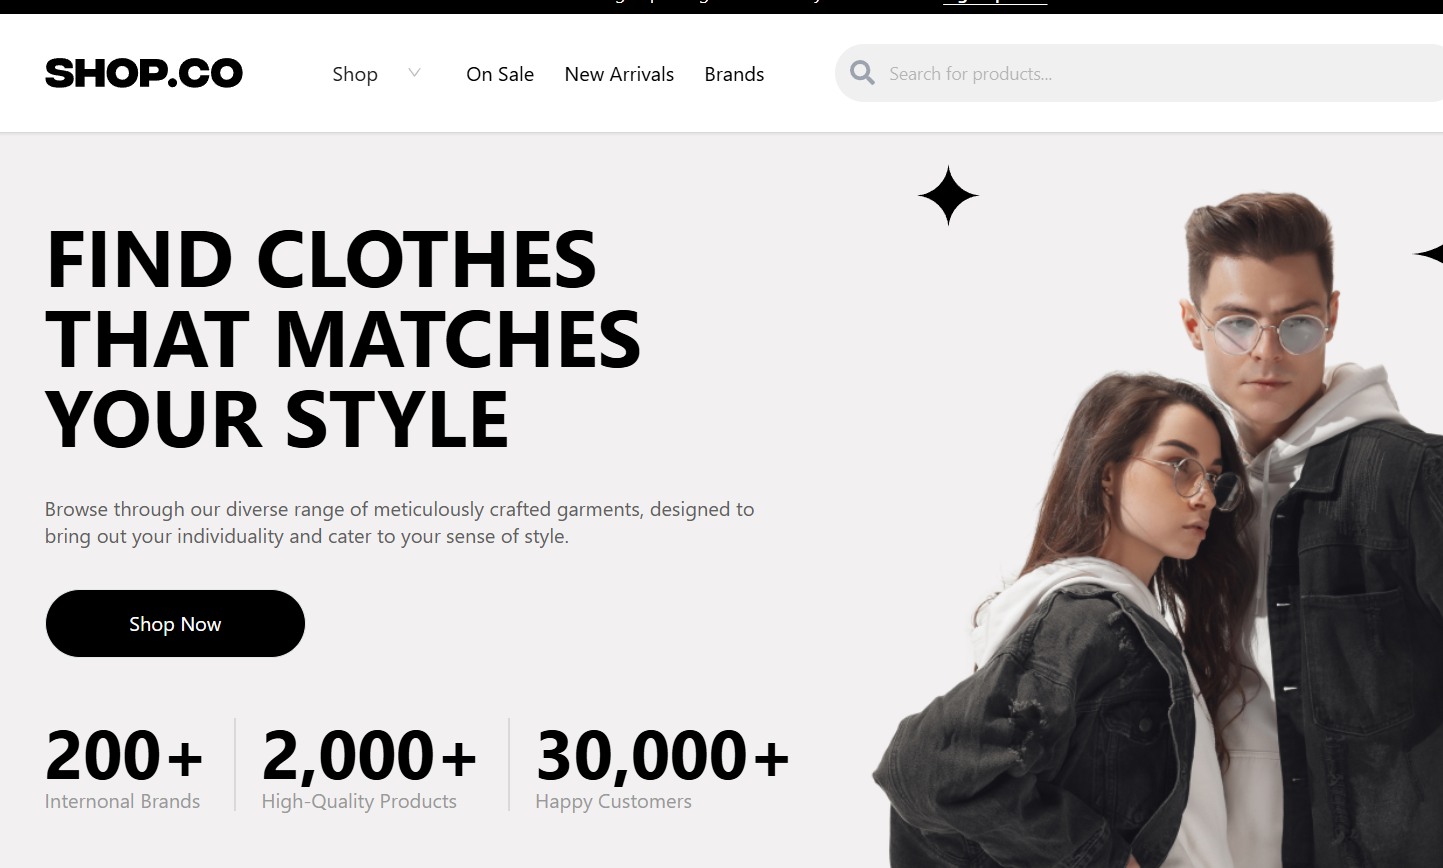 SHOP.CO
Shop
On Sale
New Arrivals
Brands
Search for products...
FIND CLOTHES
THAT MATCHES
YOUR STYLE
Browse through our diverse range of meticulously crafted garments, designed to
bring out your individuality and cater to your sense of style.
Shop Now
200+
Internonal Brands
2,000+
High-Quality Products
30,000+
Happy Customers